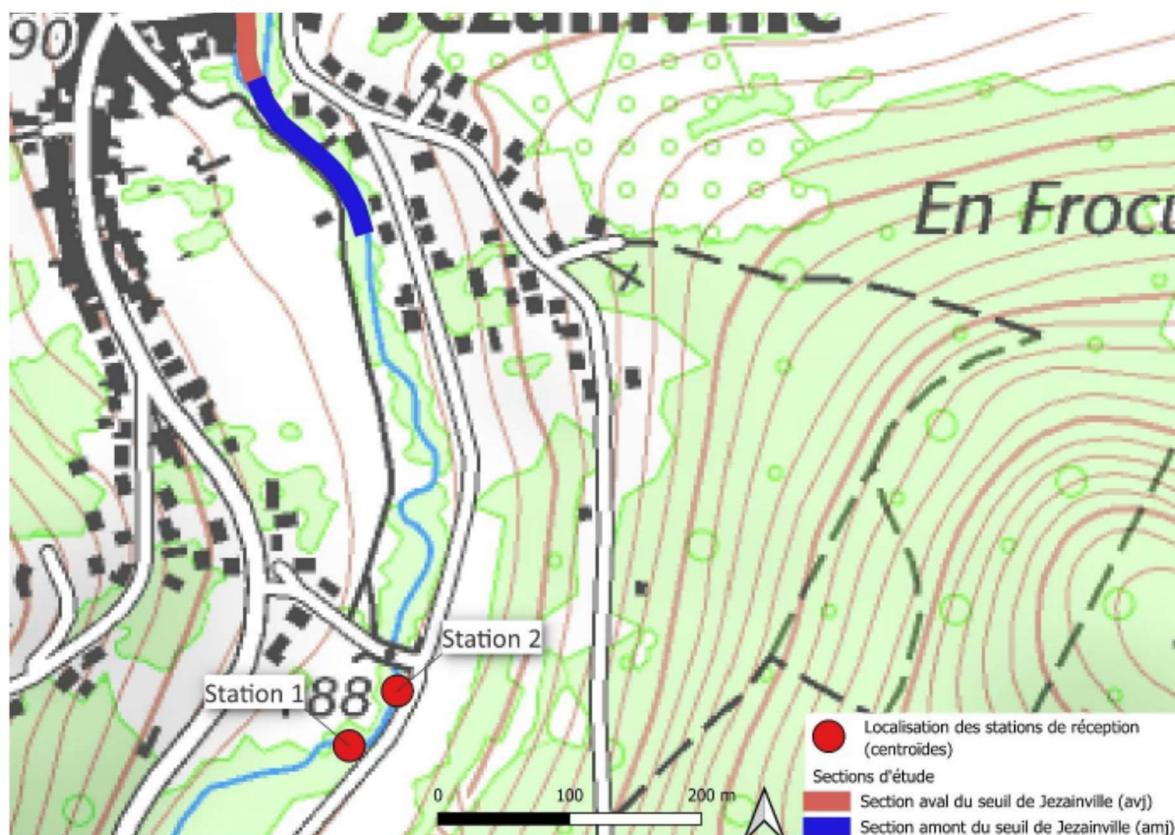 90
Jezainville
En Frocu
Station 2
Station 1
88
Localisation des stations de réception
(centroïdes)
Sections d'étude
Section aval du seuil de Jezainville (avj)
Section amont du seuil de Jezainville (amj)
0 100 200 m